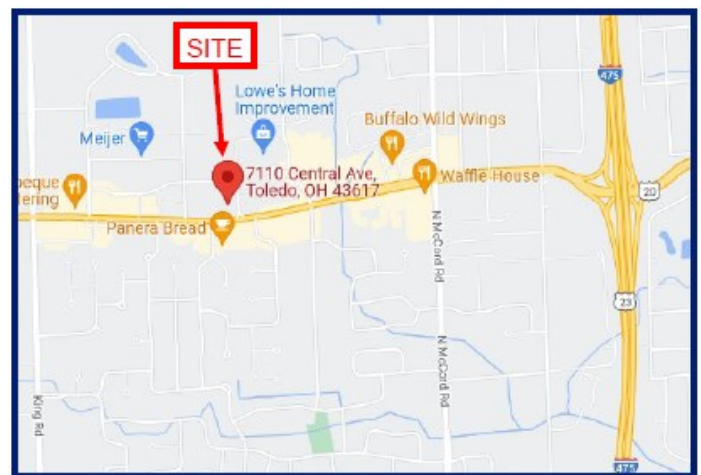 SITE
475
Lowe's Home
Improvement
Buffalo Wild Wings
Meijer
7110 Central Ave,
Toledo, OH 43617
Waffle House
eque
tering
20
Panera Bread
N McCord Rd
23
N McCord Rd
King Rd
475